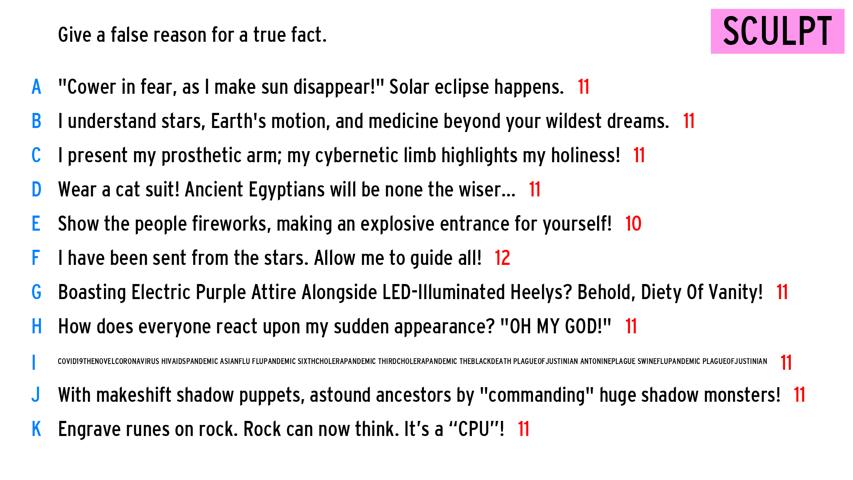 Give a false reason for a true fact.
SCULPT
A "Cower in fear, as I make sun disappear!" Solar eclipse happens. 11
B I understand stars, Earth's motion, and medicine beyond your wildest dreams. 11
C I present my prosthetic arm; my cybernetic limb highlights my holiness! 11
D Wear a cat suit! Ancient Egyptians will be none the wiser... 11
E Show the people fireworks, making an explosive entrance for yourself! 10
F I have been sent from the stars. Allow me to guide all! 12
G Boasting Electric Purple Attire Alongside LED-Illuminated Heelys? Behold, Diety Of Vanity! 11
H How does everyone react upon my sudden appearance? "OH MY GOD!" 11
I COVID19THENOVELCORONAVIRUS HIVAIDSPANDEMIC ASIANFLU FLUPANDEMIC SIXTHCHOLERAPANDEMIC THIRDCHOLERAPANDEMIC THEBLACKDEATH PLAGUEOFJUSTINIAN ANTONINEPLAGUE SWINEFLUPANDEMIC PLAGUEOFJUSTINIAN 11
J With makeshift shadow puppets, astound ancestors by "commanding" huge shadow monsters! 11
K Engrave runes on rock. Rock can now think. It's a “CPU”! 11